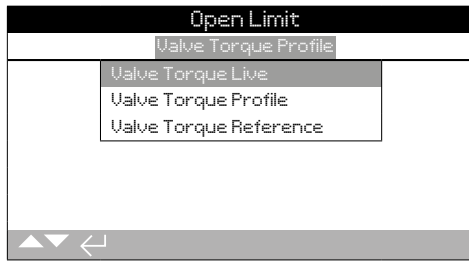 Open Limit
Valve Torque Profile
Valve Torque Live
Valve Torque Profile
Valve Torque Reference